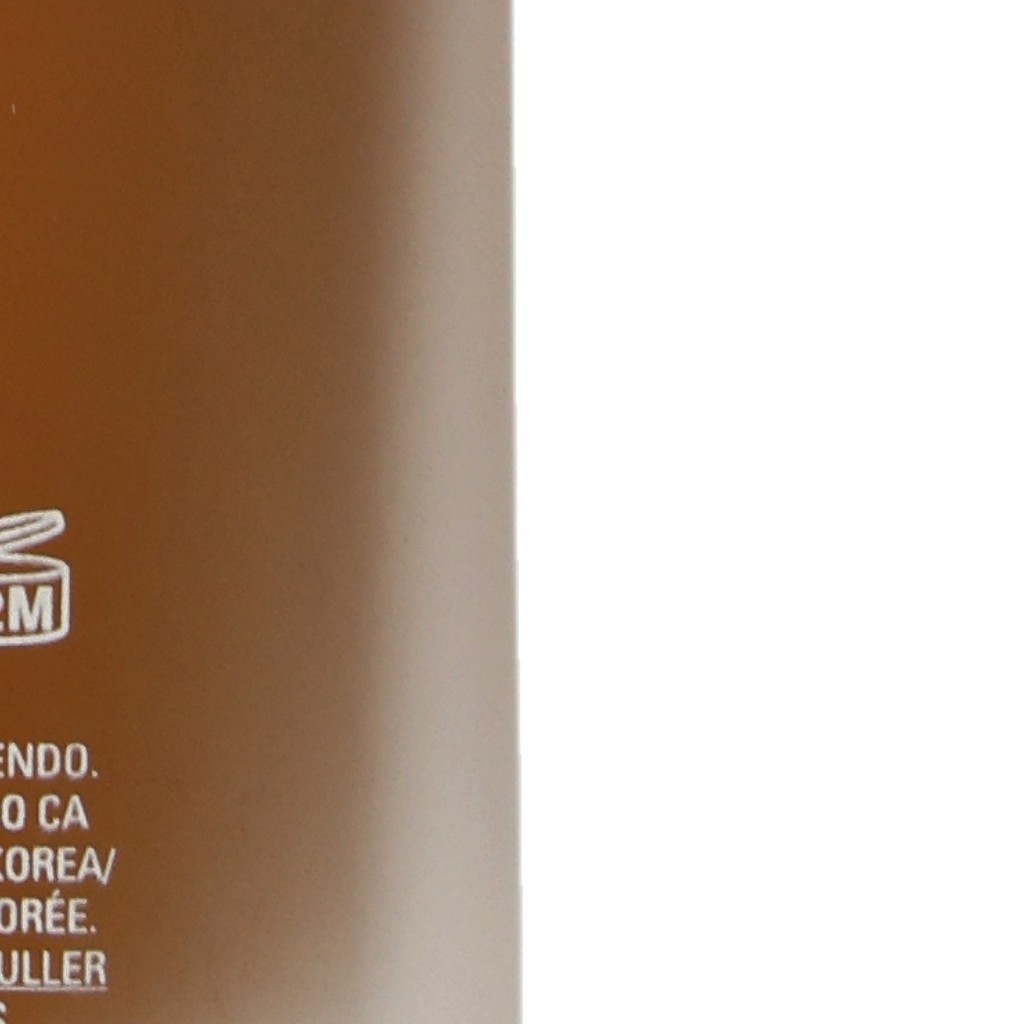 2M
ENDO.
O CA
KOREA/
ORÉE.
ULLER
S